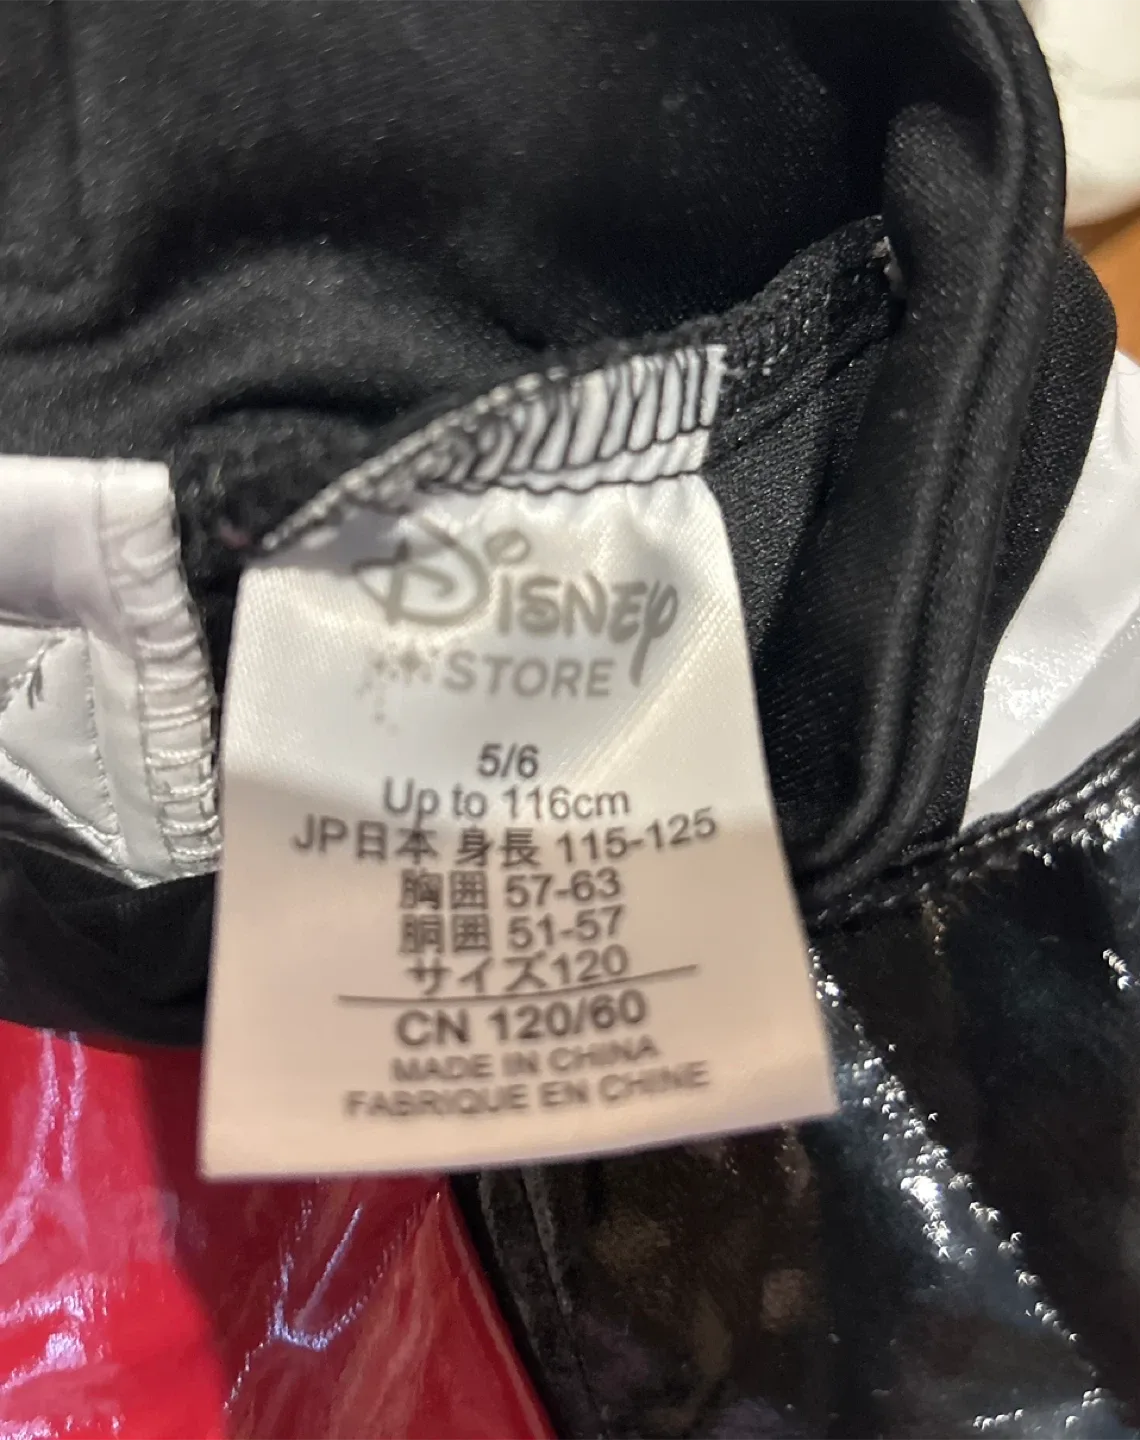 DISNEY
STORE
5/6
Up to 116cm
JP日本 身長 115-125
胸囲 57-63
胴囲 51-57
サイズ120
CN 120/60
MADE IN CHINA
FABRIQUE EN CHINE